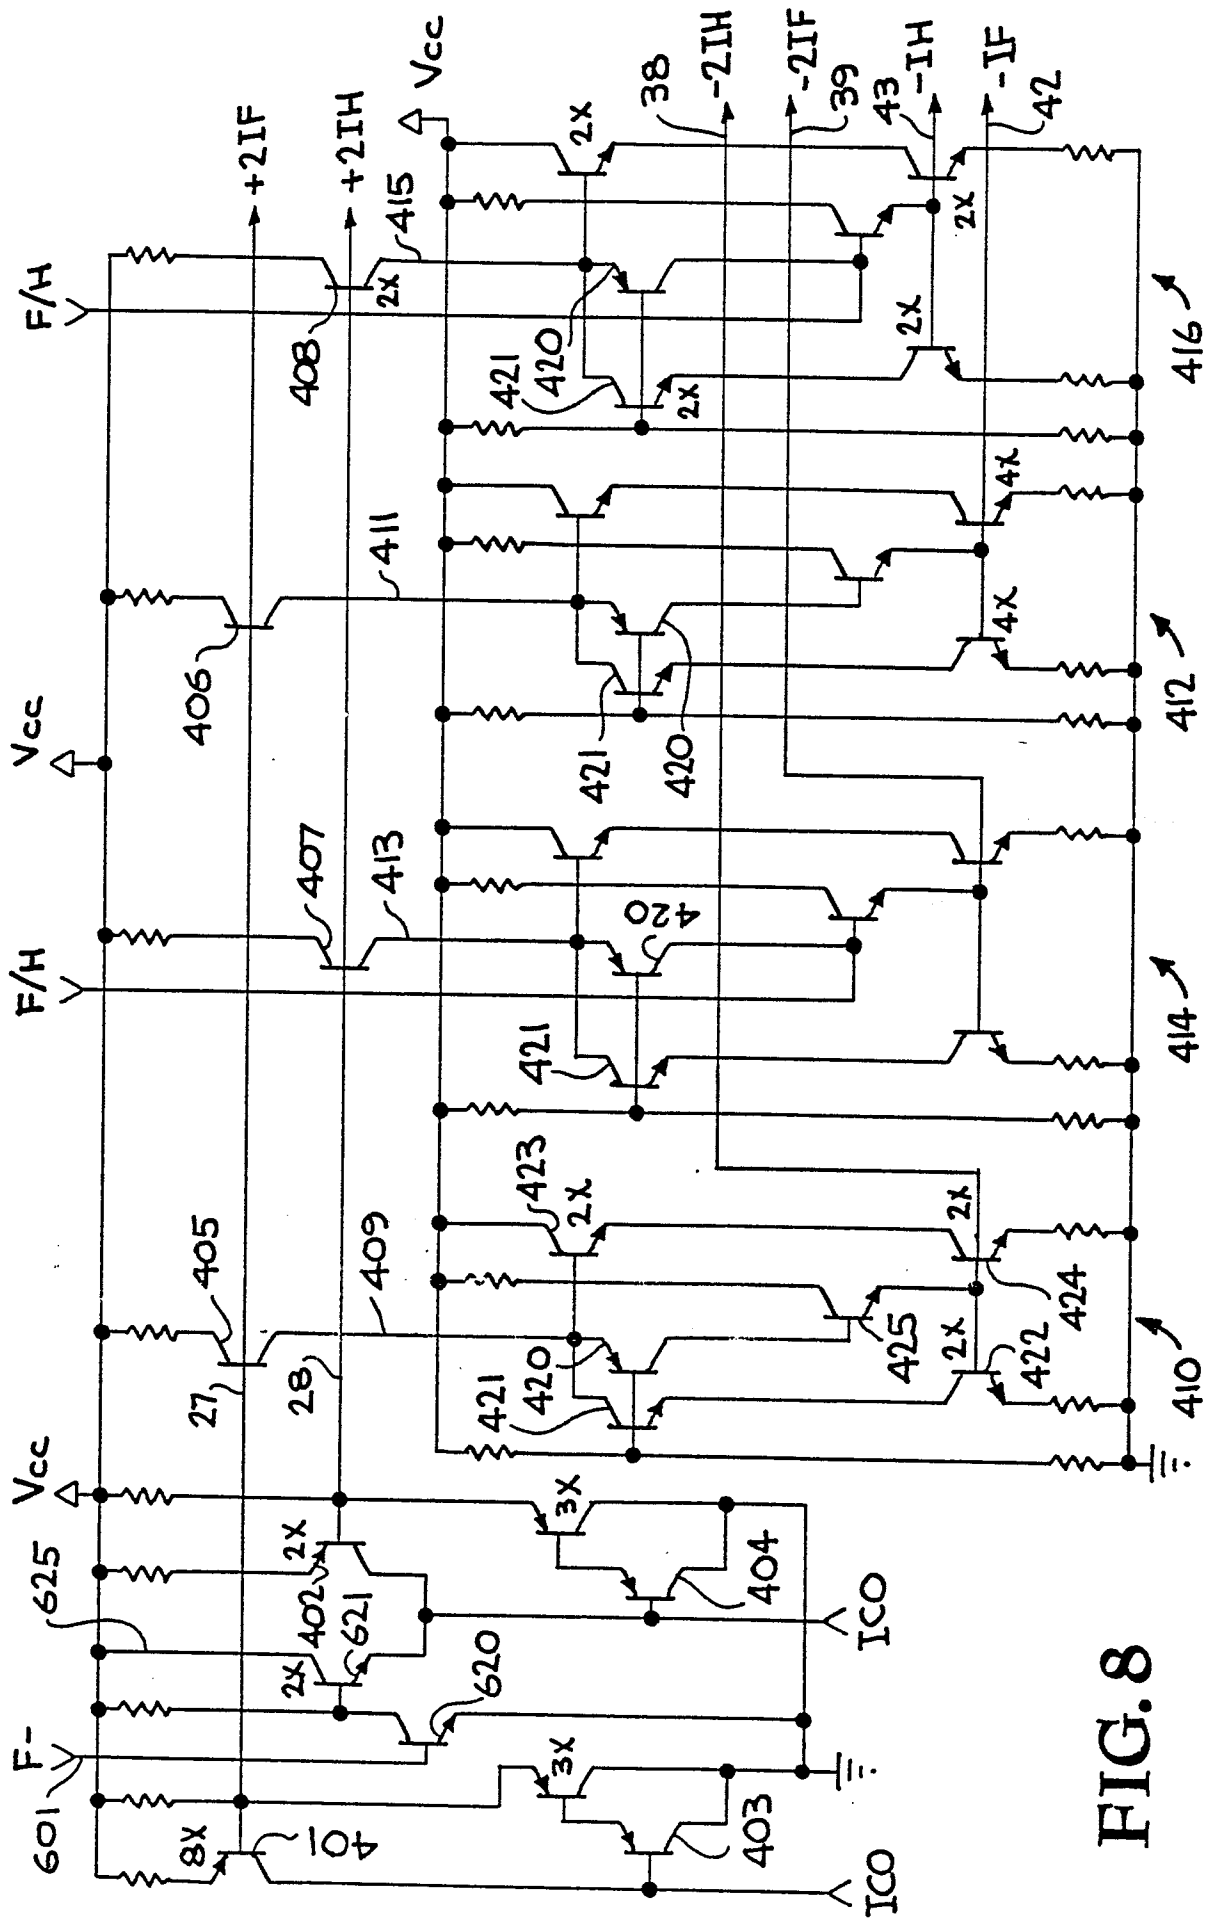 F/H
F/H
F-
601
625
Vcc
Vcc
Vcc
+2IF
+2IH
415
408
2X
2X
38
-2IH
-2IF
39
43
-IH
-IF
42
421
420
2X
2X
2X
416
406
411
421
420
4X
4X
412
407
413
421
420
414
405
27
28
409
423
2X
421
420
425
2X
2X
422
424
410
2X
402
621
2X
620
3X
404
ICO
8X
401
3X
403
ICO
FIG. 8